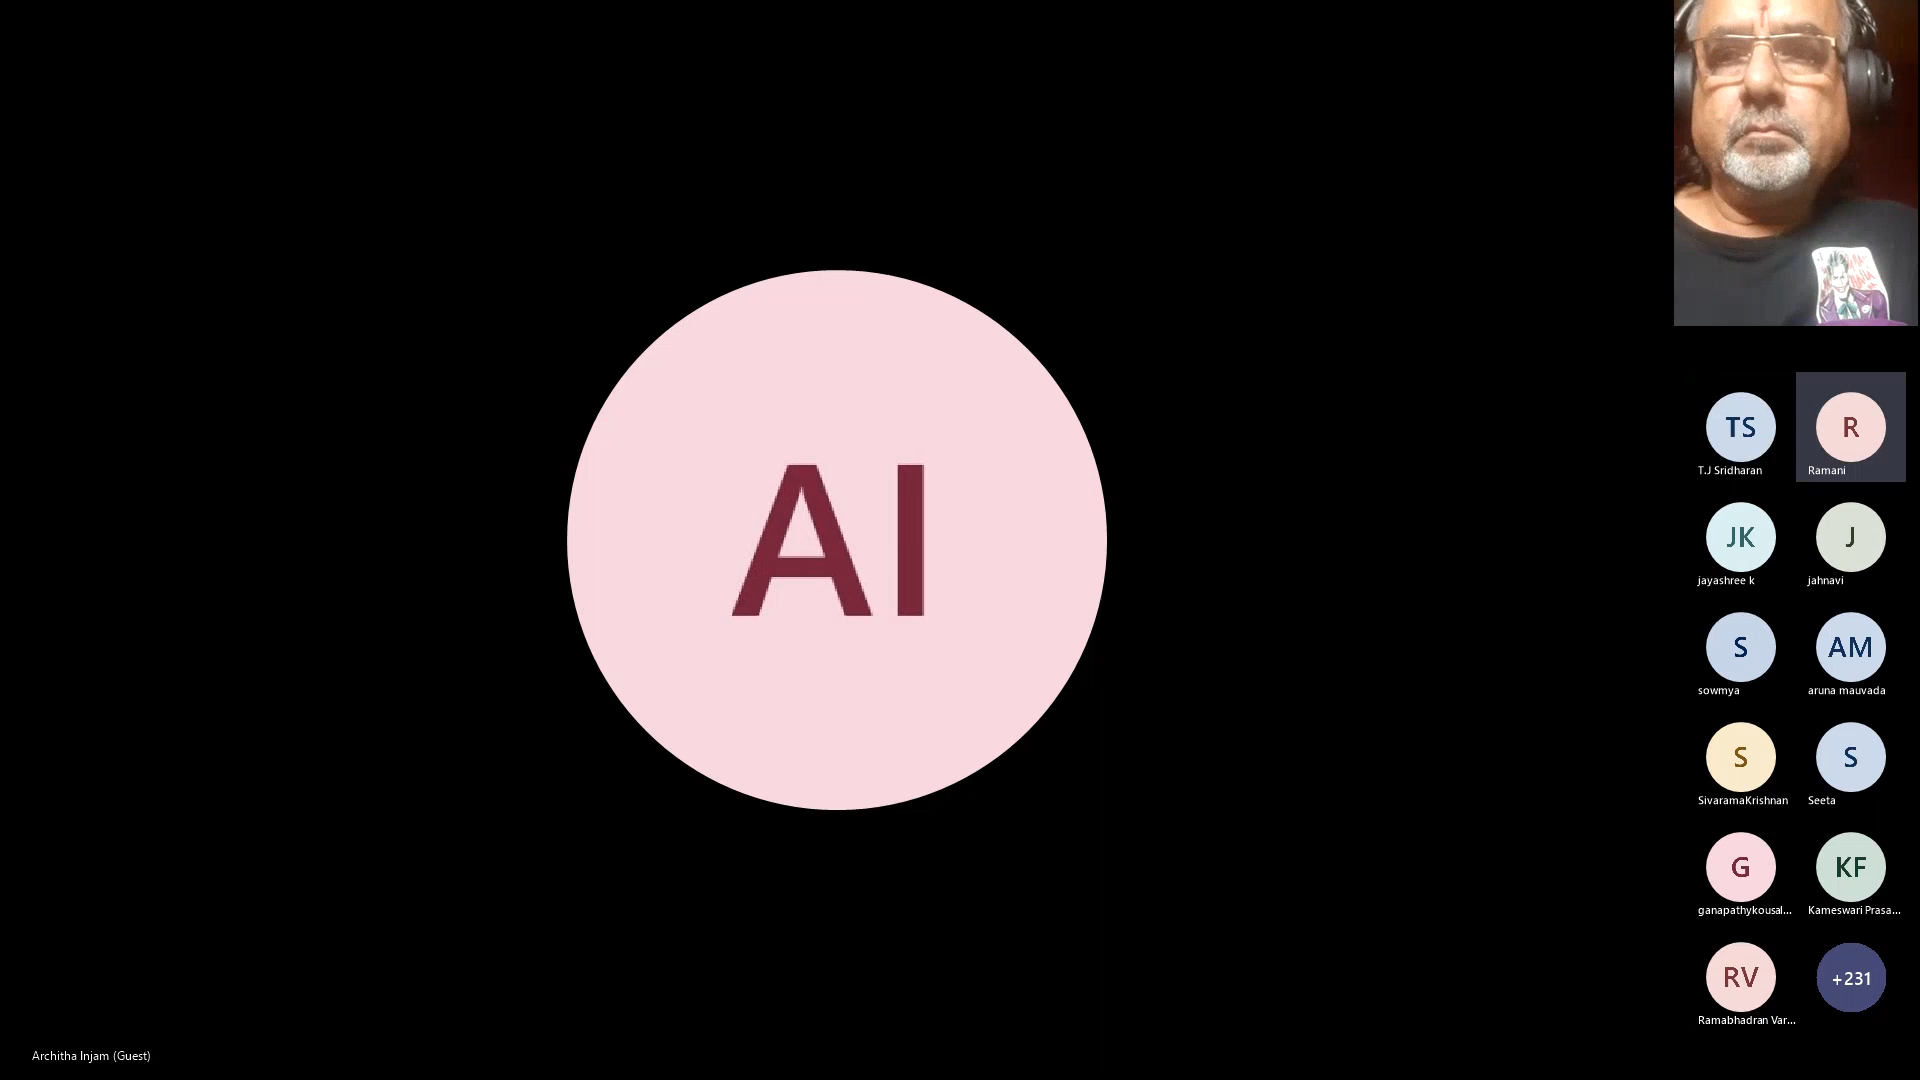 AI
TS
T.J Sridharan
R
Ramani
JK
jayashree k
J
jahnavi
S
sowmya
AM
aruna mauvada
S
SivaramaKrishnan
S
Seeta
G
ganapathykousal...
KF
Kameswari Prasa...
RV
Ramabhadran Var...
+231
Architha Injam (Guest)